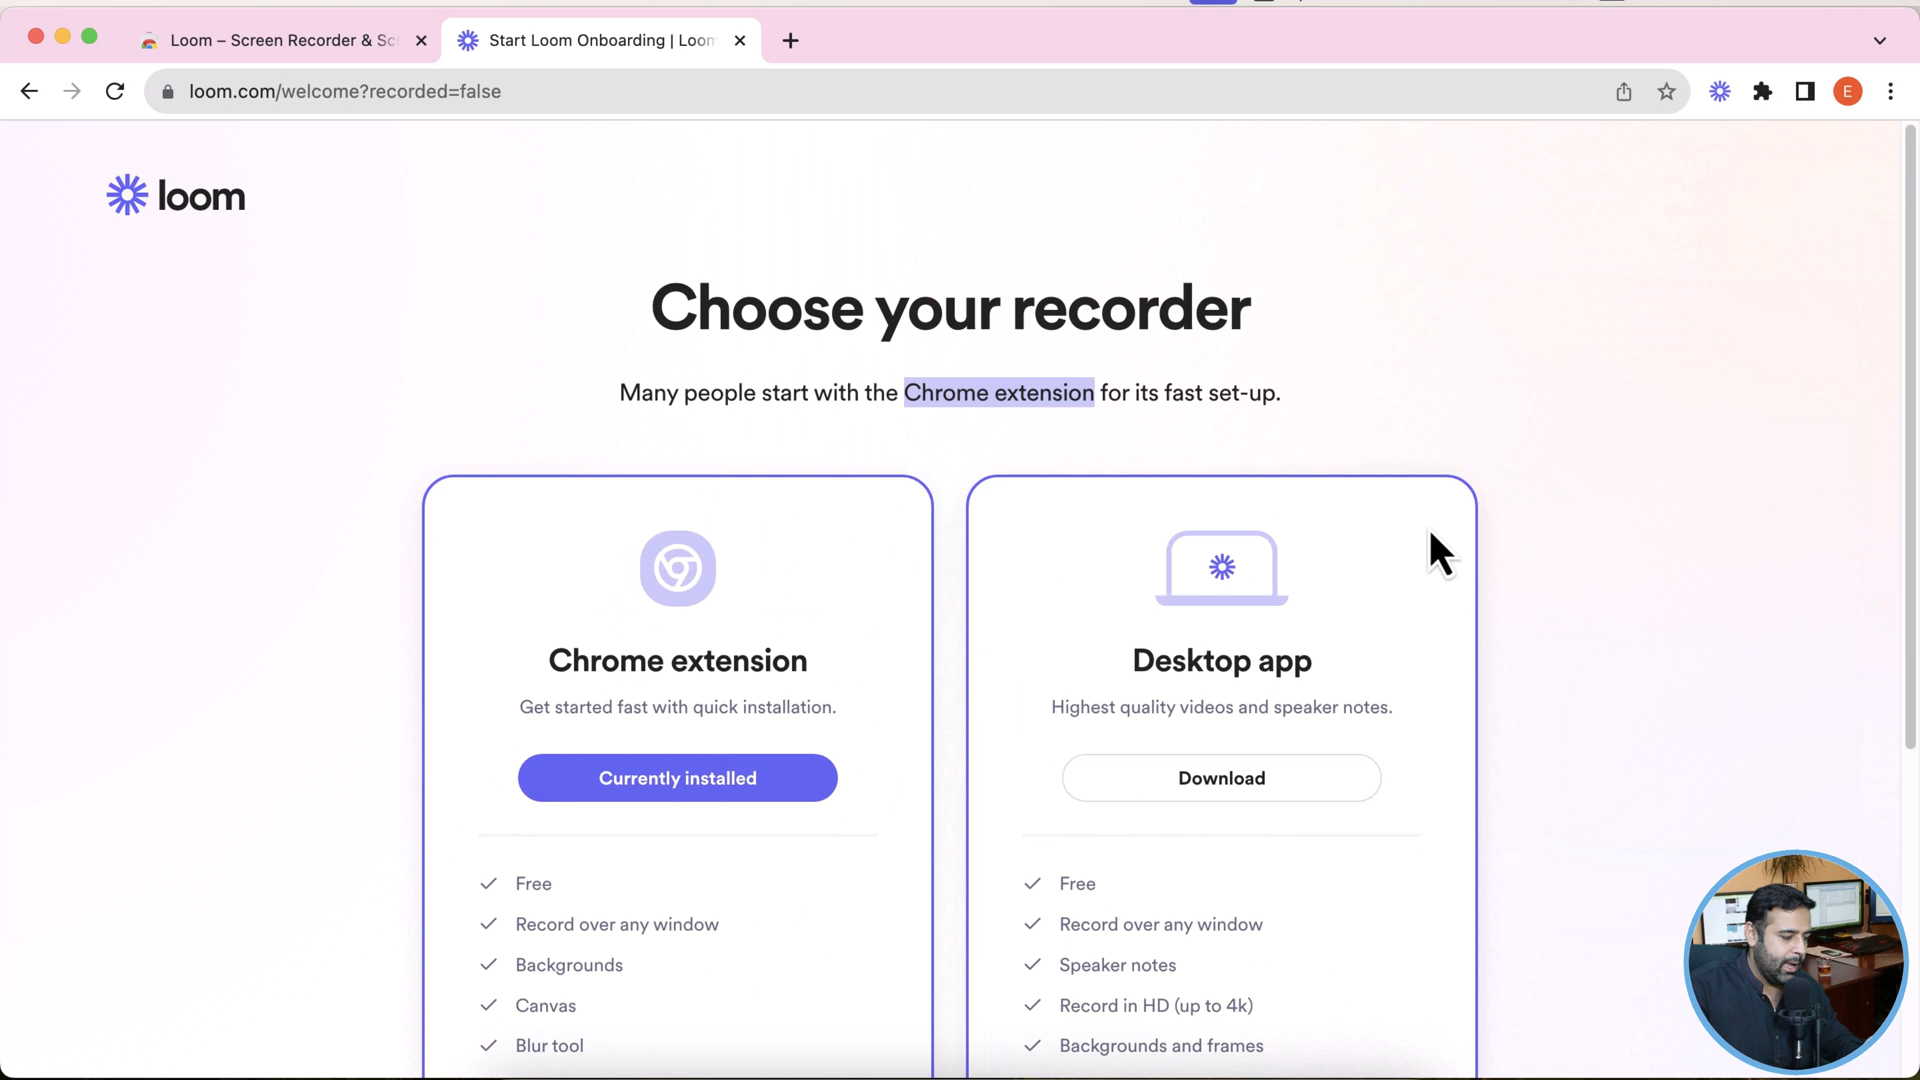 Loom – Screen Recorder & Sc
Start Loom Onboarding | Loom
loom.com/welcome?recorded=false
E
loom
Choose your recorder
Many people start with the Chrome extension for its fast set-up.
Chrome extension
Get started fast with quick installation.
Currently installed
Free
Record over any window
Backgrounds
Canvas
Blur tool
Desktop app
Highest quality videos and speaker notes.
Download
Free
Record over any window
Speaker notes
Record in HD (up to 4k)
Backgrounds and frames